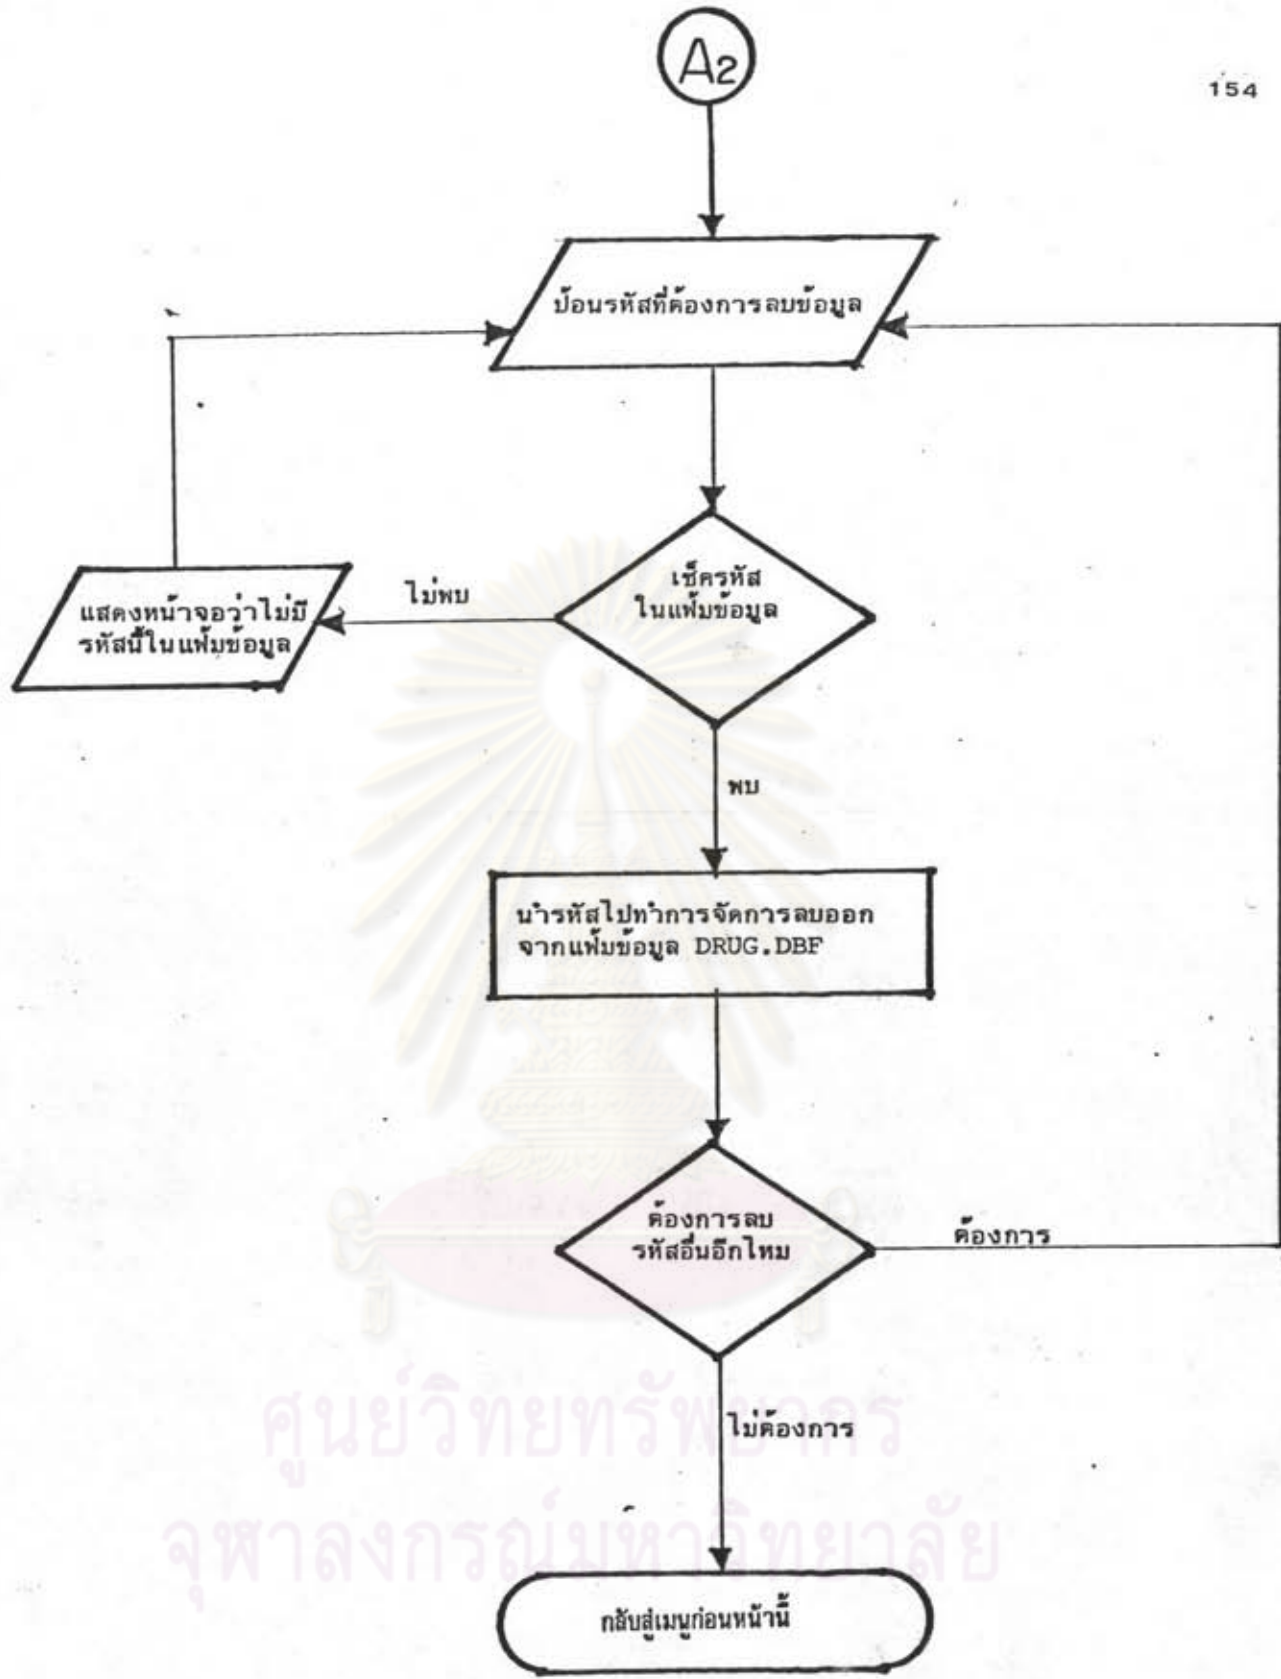 A2
154
ป้อนรหัสที่ต้องการลบข้อมูล
เช็ครหัส
ในแฟ้มข้อมูล
ไม่พบ
แสดงหน้าจอว่าไม่มี
รหัสนี้ในแฟ้มข้อมูล
พบ
นำรหัสไปทำการจัดการลบออก
จากแฟ้มข้อมูล DRUG.DBF
ต้องการลบ
รหัสอื่นอีกไหม
ต้องการ
ไม่ต้องการ
ศูนย์วิทยทรัพยากร
จุฬาลงกรณ์มหาวิทยาลัย
กลับสู่เมนูก่อนหน้านี้